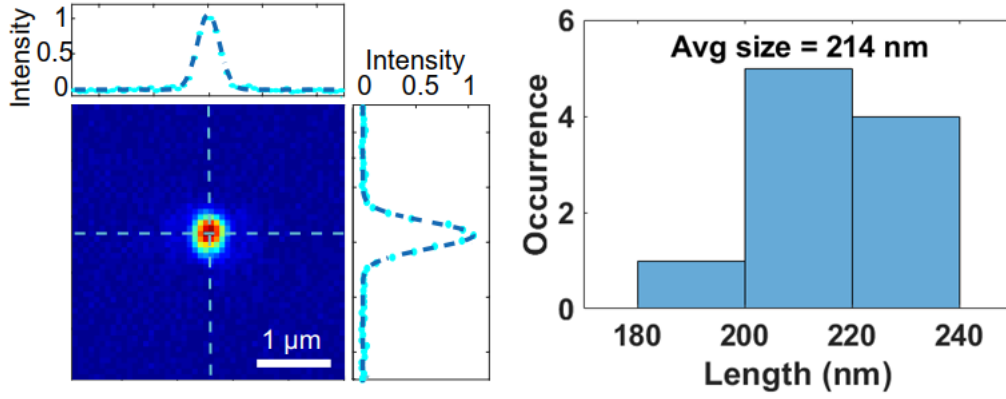 Intensity
1
0.5
0
Intensity
0 0.5 1
1 µm
Avg size = 214 nm
Occurrence
6
4
2
0
180 200 220 240
Length (nm)